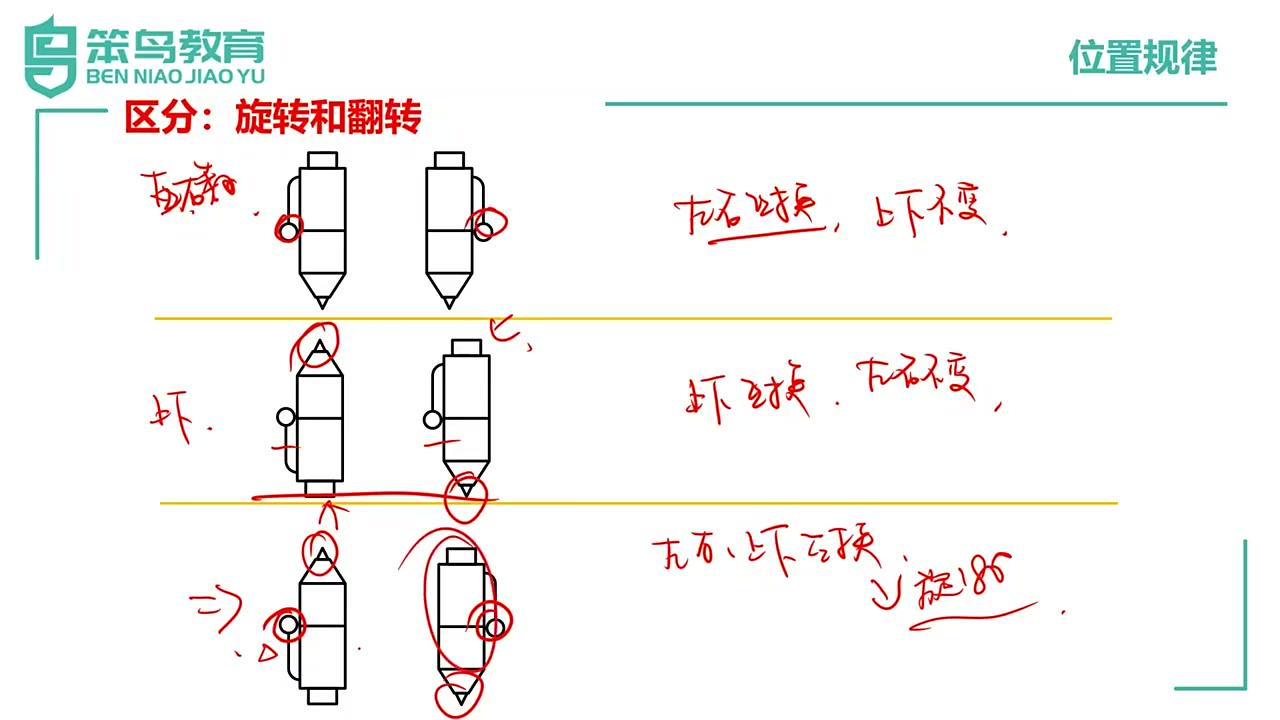 笨鸟教育
BEN NIAO JIAO YU
位置规律
区分：旋转和翻转
左右翻
左右互换，上下不变
上下
上下互换．左右不变
左右、上下互换
旋180